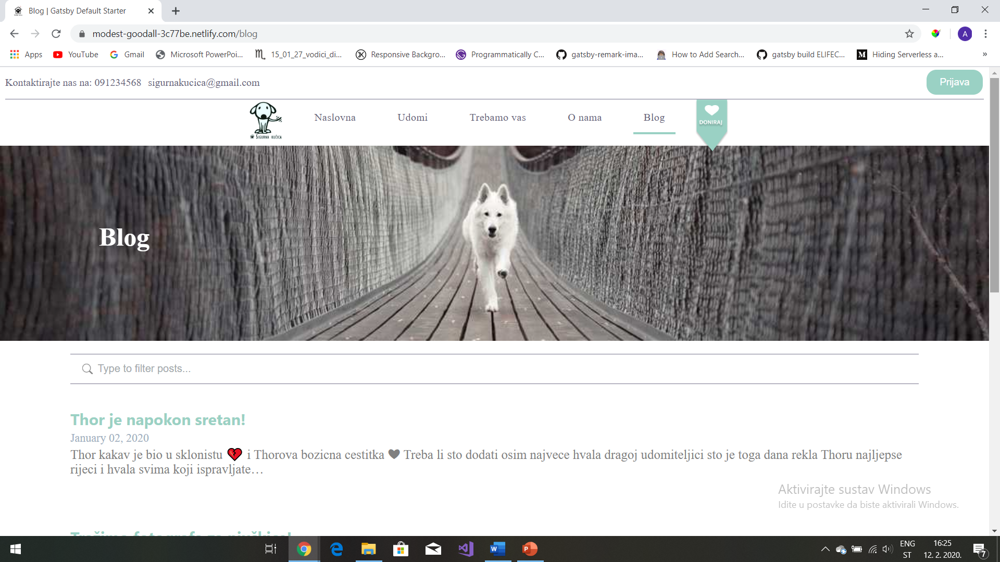 Blog | Gatsby Default Starter
modest-goodall-3c77be.netlify.com/blog
Apps YouTube Gmail Microsoft PowerPoi... 15_01_27_vodici_di... Responsive Backgro... Programmatically C... gatsby-remark-ima... How to Add Search... gatsby build ELIFEC... Hiding Serverless a... »
Kontaktirajte nas na: 091234568 sigurnakucica@gmail.com Prijava
Sigurna kućica
Naslovna Udomi Trebamo vas O nama Blog DONIRAJ
Blog
Type to filter posts...
Thor je napokon sretan!
January 02, 2020
Thor kakav je bio u sklonistu 💔 i Thorova bozicna cestitka 🖤 Treba li sto dodati osim najvece hvala dragoj udomiteljici sto je toga dana rekla Thoru najljepse
rijeci i hvala svima koji ispravljate…
Aktivirajte sustav Windows
Idite u postavke da biste aktivirali Windows.
ENG 16:25
ST 12. 2. 2020. 7